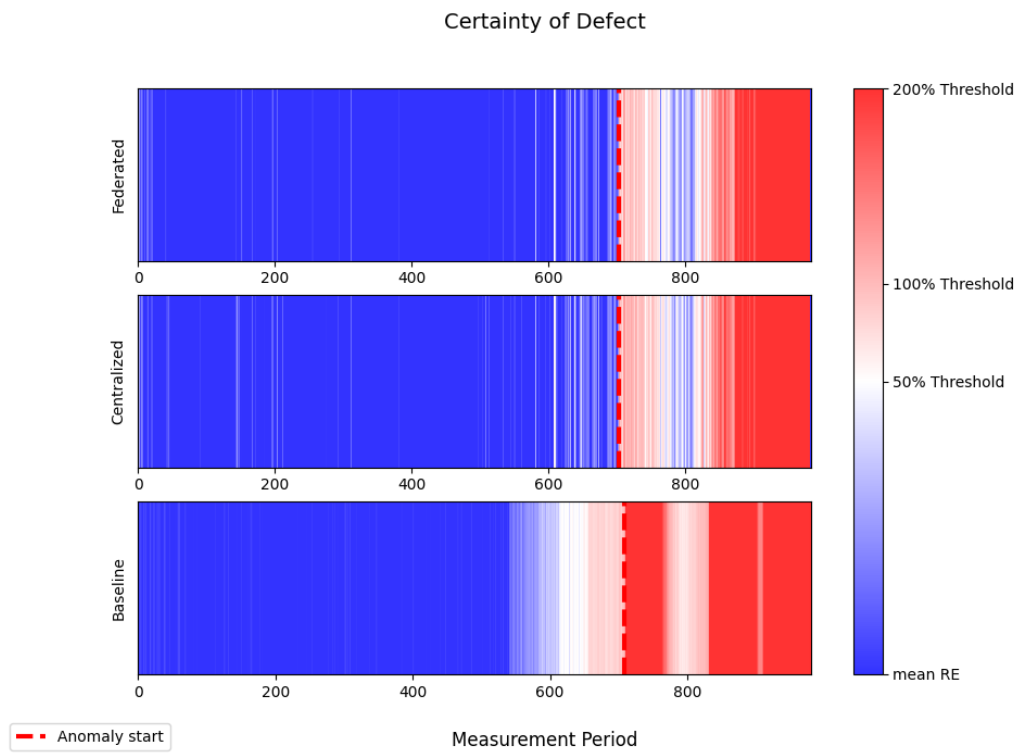 Certainty of Defect
Federated
0 200 400 600 800
Centralized
0 200 400 600 800
Baseline
0 200 400 600 800
200% Threshold
100% Threshold
50% Threshold
mean RE
Anomaly start
Measurement Period